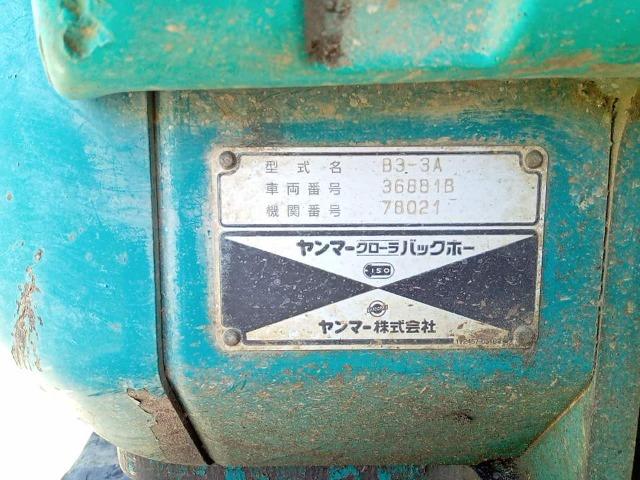 型式名 B3-3A
車両番号 36881B
機関番号 78021
ヤンマークローラバックホー
ISO
ヤンマー株式会社